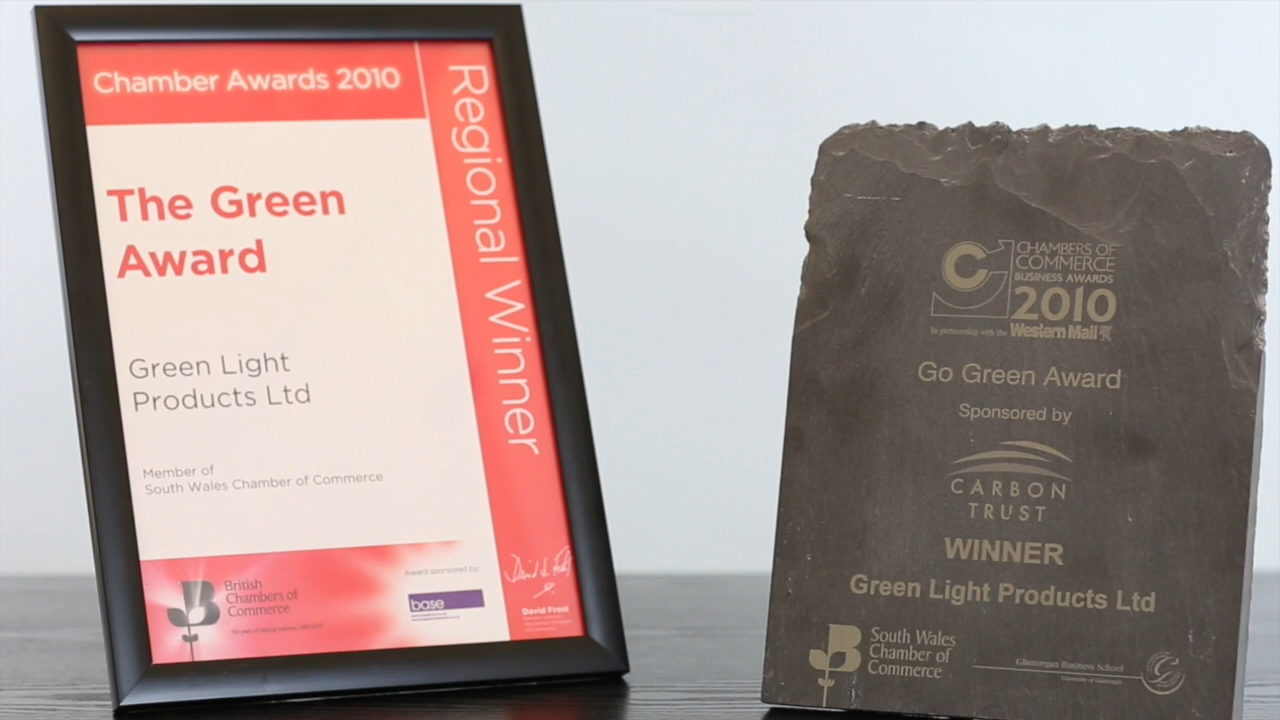 Chamber Awards 2010
Regional Winner
The Green
Award
Green Light
Products Ltd
Member of
South Wales Chamber of Commerce
British
Chambers of
Commerce
Award sponsored by:
base
David Frost
CHAMBERS OF
COMMERCE
BUSINESS AWARDS
2010
In partnership with the Western Mail
Go Green Award
Sponsored by
CARBON
TRUST
WINNER
Green Light Products Ltd
South Wales
Chamber of
Commerce
Glamorgan Business School